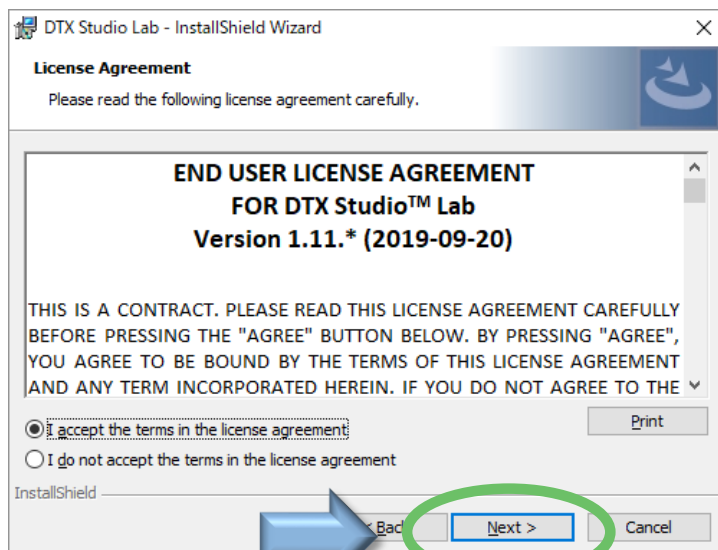 DTX Studio Lab - InstallShield Wizard
License Agreement
Please read the following license agreement carefully.
END USER LICENSE AGREEMENT
FOR DTX Studio™ Lab
Version 1.11.* (2019-09-20)
THIS IS A CONTRACT. PLEASE READ THIS LICENSE AGREEMENT CAREFULLY
BEFORE PRESSING THE "AGREE" BUTTON BELOW. BY PRESSING "AGREE",
YOU AGREE TO BE BOUND BY THE TERMS OF THIS LICENSE AGREEMENT
AND ANY TERM INCORPORATED HEREIN. IF YOU DO NOT AGREE TO THE
I accept the terms in the license agreement
Print
I do not accept the terms in the license agreement
InstallShield
Next >
Cancel